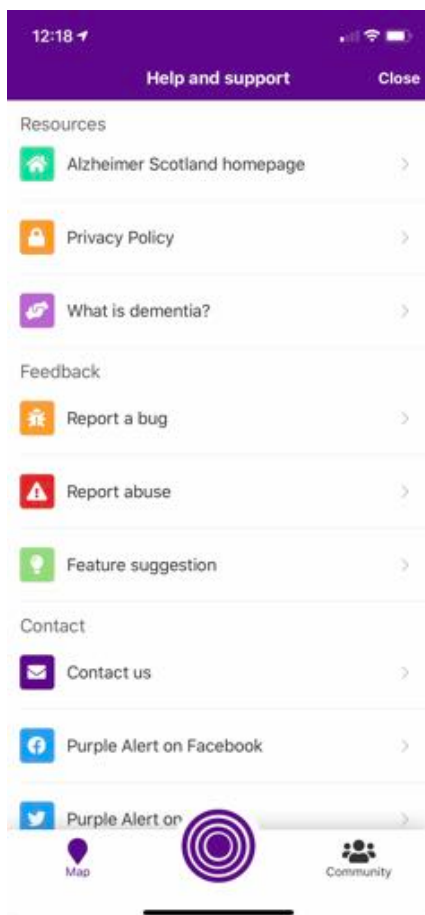 12:18
Help and support
Close
Resources
Alzheimer Scotland homepage
Privacy Policy
What is dementia?
Feedback
Report a bug
Report abuse
Feature suggestion
Contact
Contact us
Purple Alert on Facebook
Purple Alert on
Map
Community